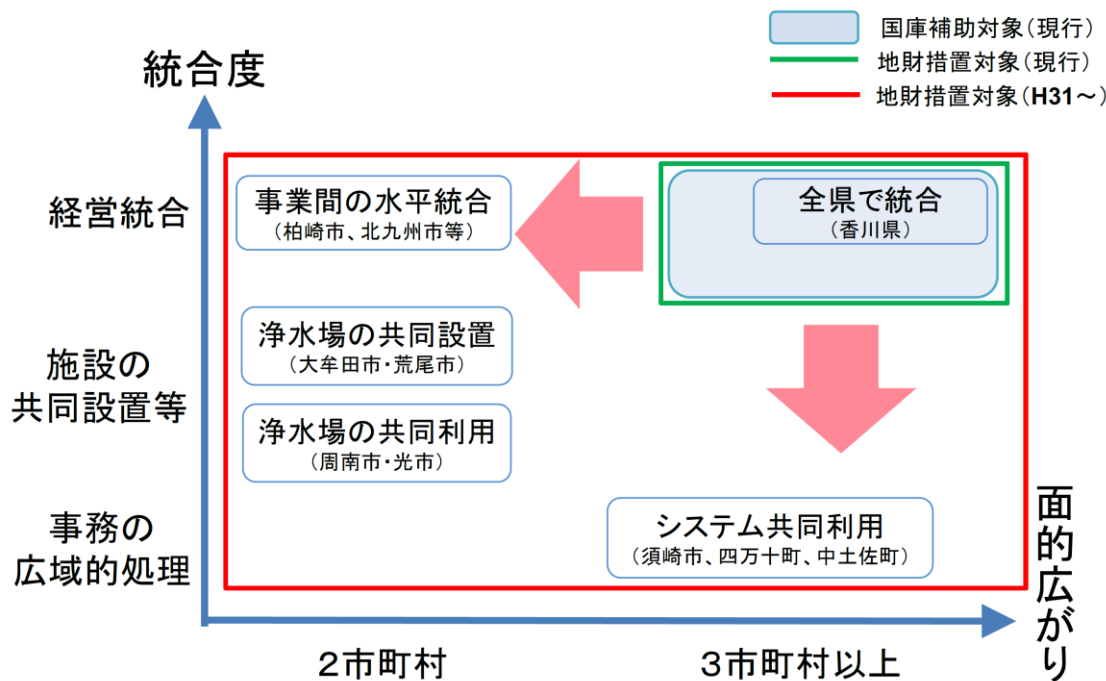 国庫補助対象（現行）
地財措置対象（現行）
地財措置対象（H31～）
統合度
経営統合
事業間の水平統合
（柏崎市、北九州市等）
全県で統合
（香川県）
施設の
共同設置等
浄水場の共同設置
（大牟田市・荒尾市）
浄水場の共同利用
（周南市・光市）
事務の
広域的処理
システム共同利用
（須崎市、四万十町、中土佐町）
面的広がり
２市町村
３市町村以上